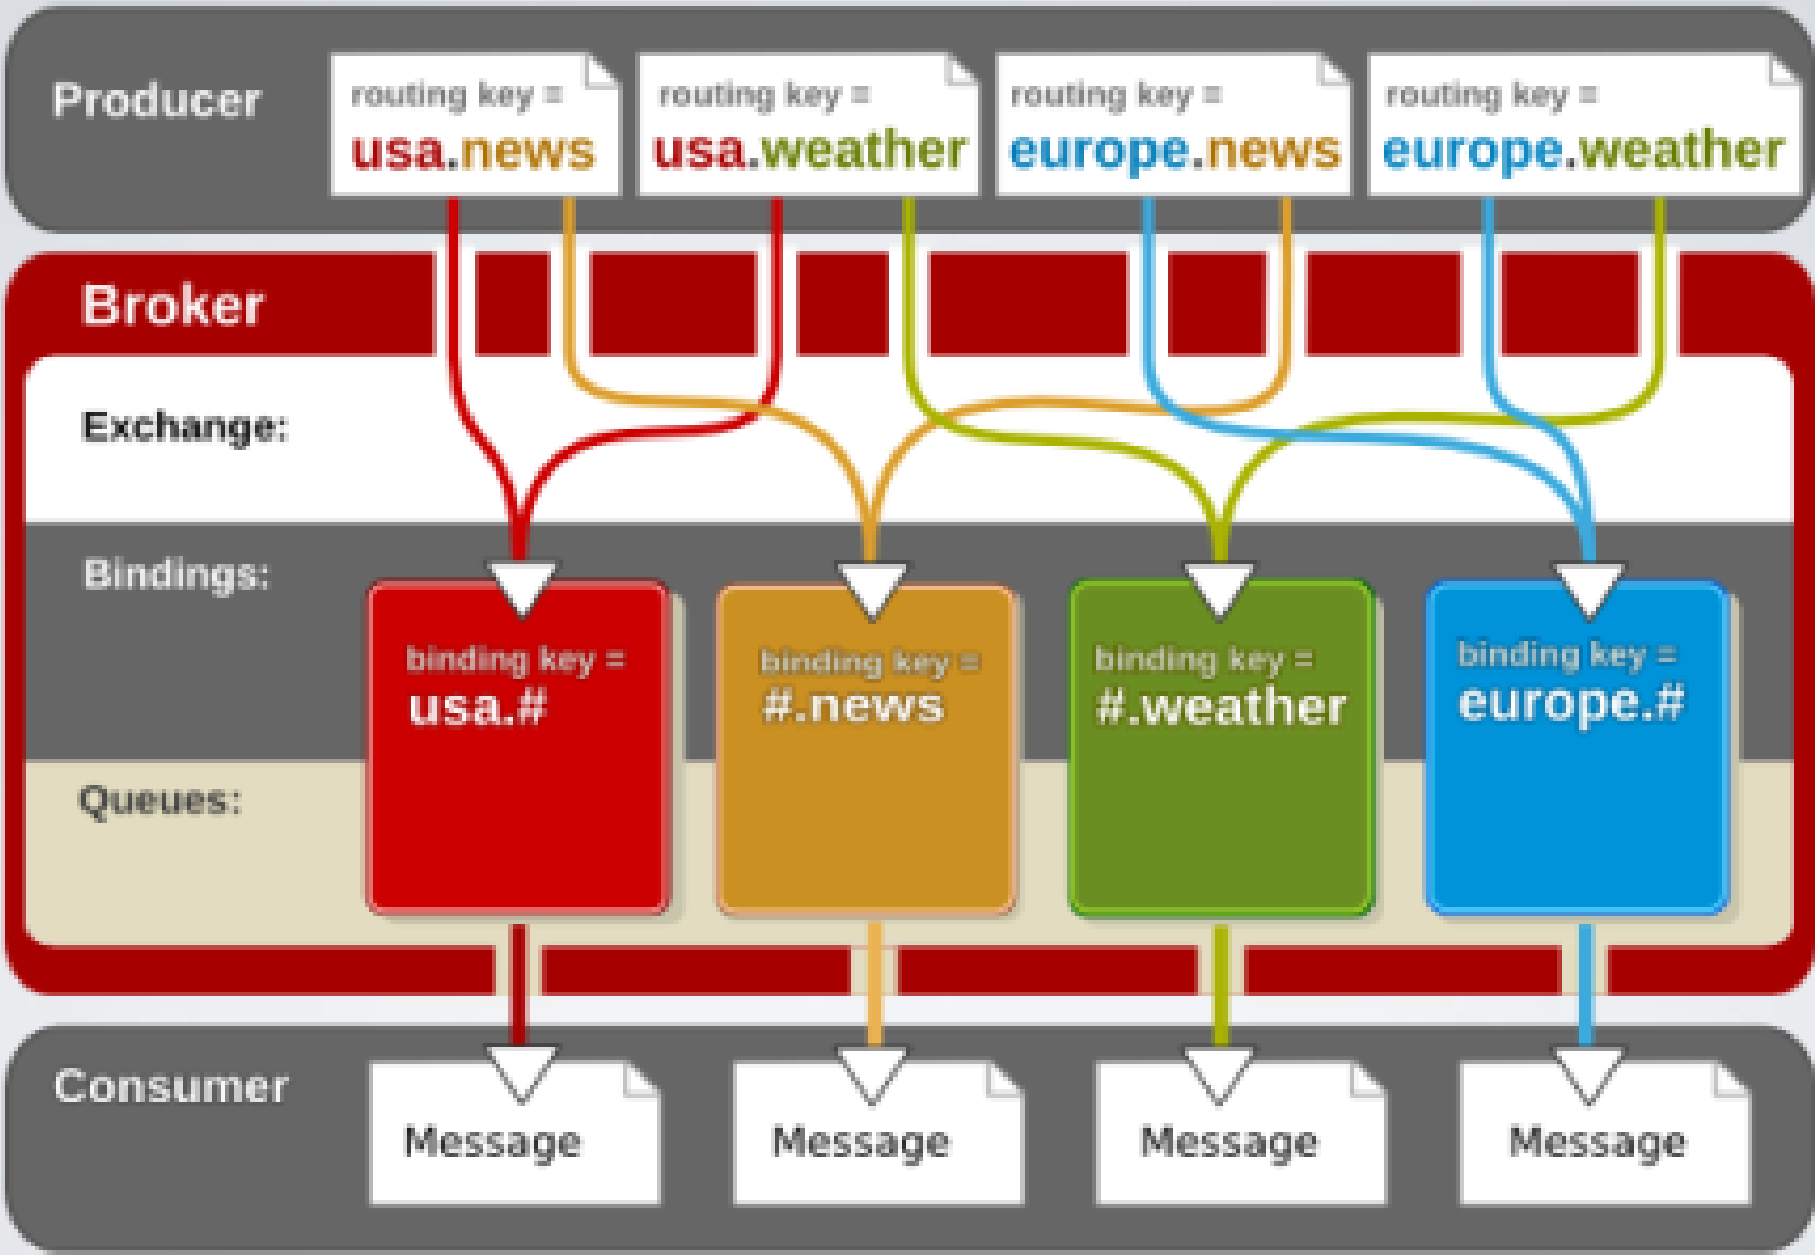 Producer
routing key =
usa.news
routing key =
usa.weather
routing key =
europe.news
routing key =
europe.weather
Broker
Exchange:
Bindings:
binding key =
usa.#
binding key =
#.news
binding key =
#.weather
binding key =
europe.#
Queues:
Consumer
Message
Message
Message
Message